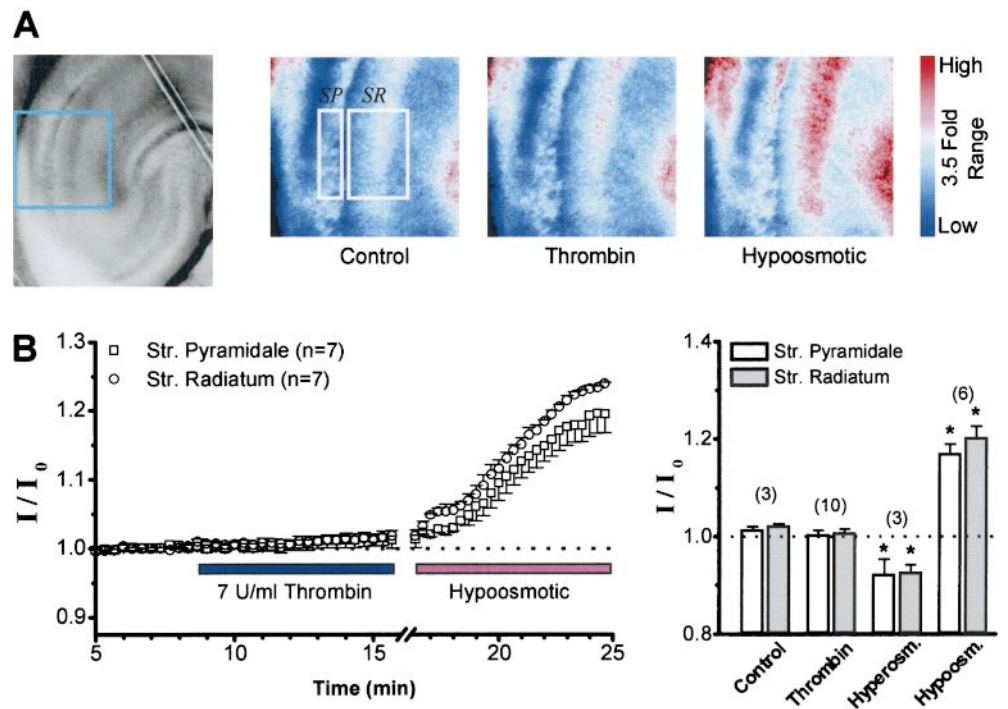 A
SP
SR
Control
Thrombin
Hypoosmotic
High
3.5 Fold
Range
Low
B
1.3
1.2
1.1
1.0
0.9
I / I0
Str. Pyramidale (n=7)
Str. Radiatum (n=7)
7 U/ml Thrombin
Hypoosmotic
5
10
15
20
25
Time (min)
1.4
1.2
1.0
0.8
I / I0
Str. Pyramidale
Str. Radiatum
(3)
(10)
(3)
(6)
* *
* *
Control
Thrombin
Hyperosm.
Hypoosm.